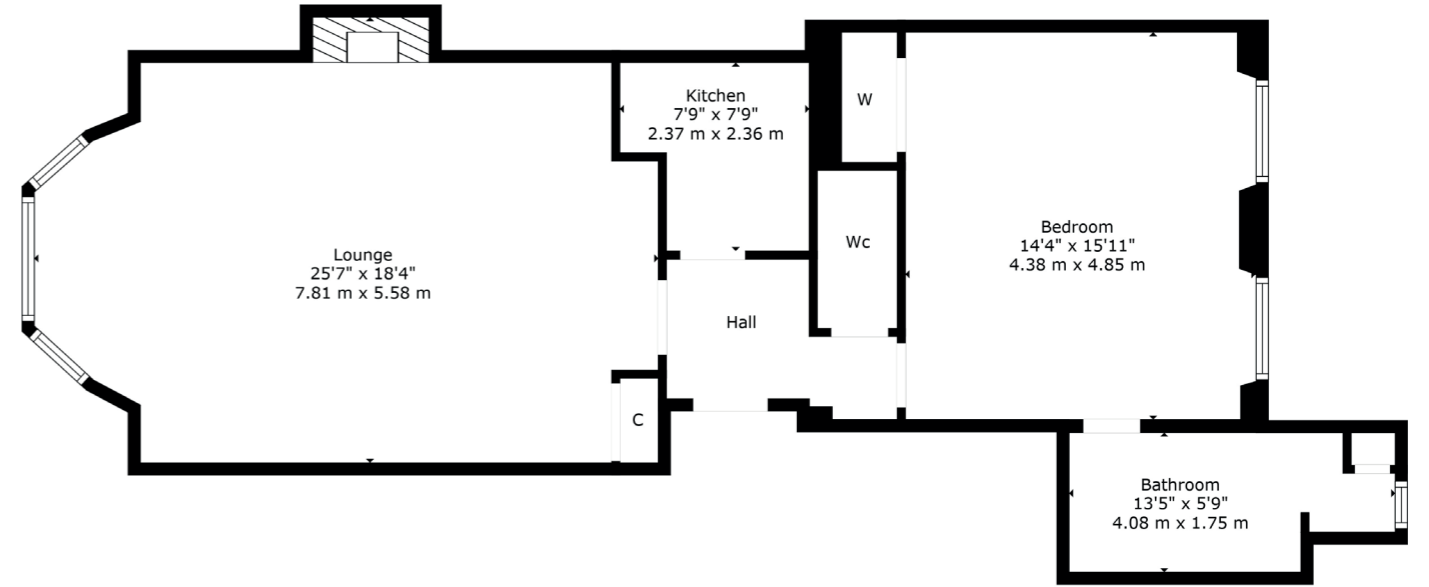 Kitchen
7'9" x 7'9"
2.37 m x 2.36 m
W
Wc
Bedroom
14'4" x 15'11"
4.38 m x 4.85 m
Lounge
25'7" x 18'4"
7.81 m x 5.58 m
Hall
C
Bathroom
13'5" x 5'9"
4.08 m x 1.75 m